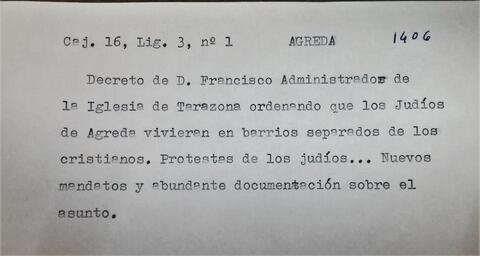 Caj. 16, Lig. 3, nº 1 AGREDA 1406
Decreto de D. Francisco Administrador de
la Iglesia de Tarazona ordenando que los Judíos
de Agreda vivieran en barrios separados de los
cristianos. Protestas de los judíos... Nuevos
mandatos y abundante documentación sobre el
asunto.